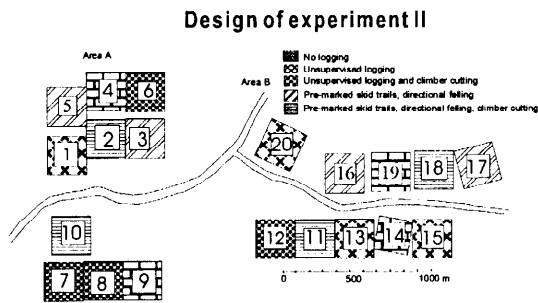 Design of experiment II
Area A
Area B
No logging
Unsupervised logging
Unsupervised logging and climber cutting
Pre-marked skid trails, directional felling
Pre-marked skid trails, directional felling, climber cutting
4 6
5
2 3
1
20
16 19 18 17
10
12 11 13 14 15
7 8 9
0 500 1000 m